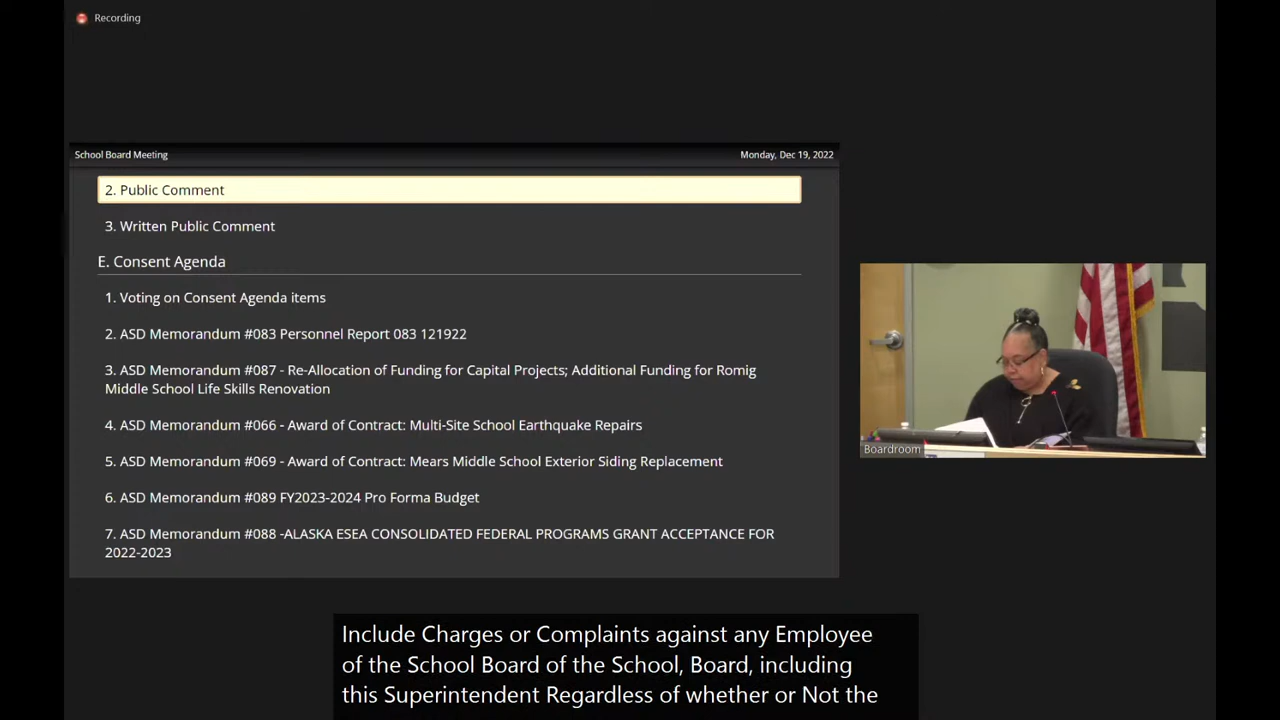 Recording
School Board Meeting
Monday, Dec 19, 2022
2. Public Comment
3. Written Public Comment
E. Consent Agenda
1. Voting on Consent Agenda items
2. ASD Memorandum #083 Personnel Report 083 121922
3. ASD Memorandum #087 - Re-Allocation of Funding for Capital Projects; Additional Funding for Romig
Middle School Life Skills Renovation
4. ASD Memorandum #066 - Award of Contract: Multi-Site School Earthquake Repairs
5. ASD Memorandum #069 - Award of Contract: Mears Middle School Exterior Siding Replacement
6. ASD Memorandum #089 FY2023-2024 Pro Forma Budget
7. ASD Memorandum #088 -ALASKA ESEA CONSOLIDATED FEDERAL PROGRAMS GRANT ACCEPTANCE FOR
2022-2023
Boardroom
Include Charges or Complaints against any Employee
of the School Board of the School, Board, including
this Superintendent Regardless of whether or Not the